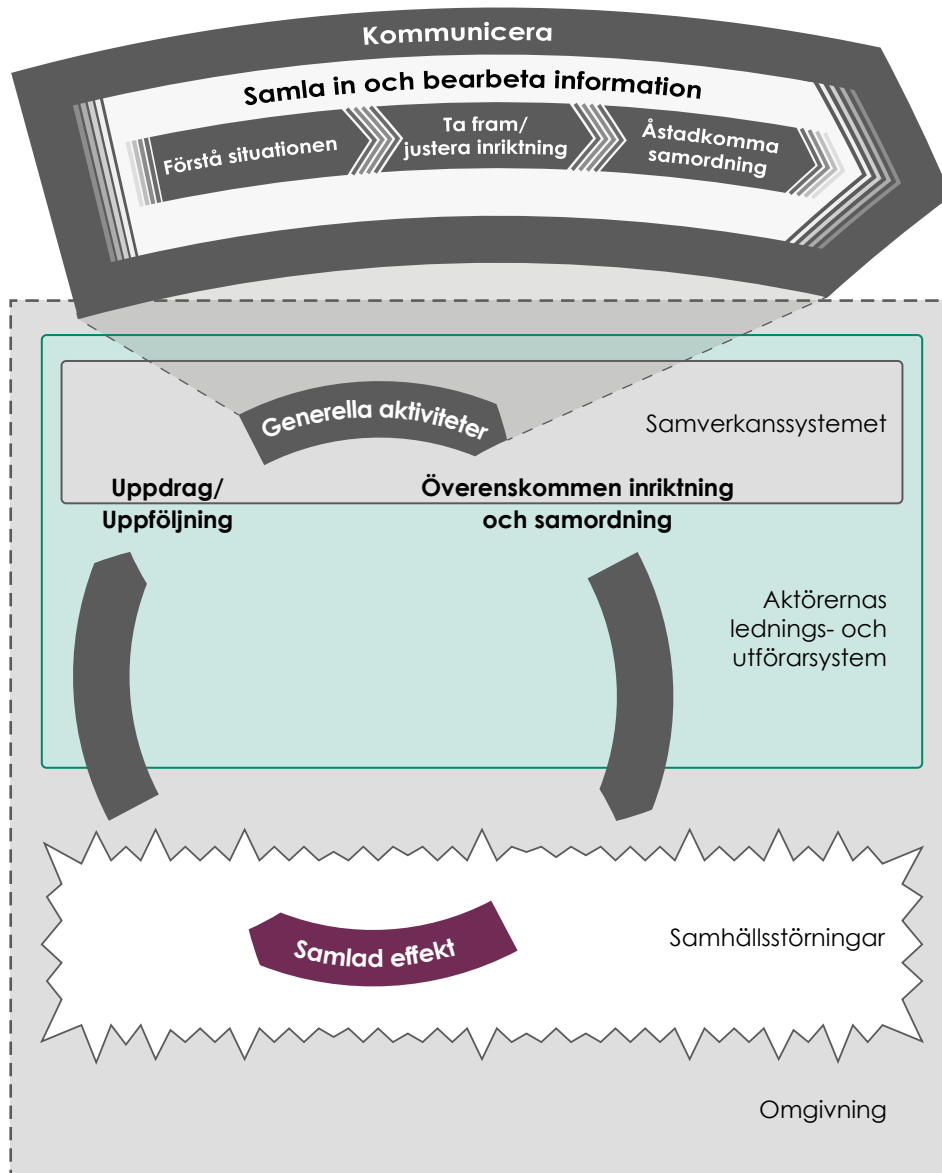 Kommunicera
Samla in och bearbeta information
Förstå situationen
Ta fram/
justera inriktning
Åstadkomma
samordning
Generella aktiviteter
Samverkanssystemet
Uppdrag/
Uppföljning
Överenskommen inriktning
och samordning
Aktörernas
lednings- och
utförarsystem
Samlad effekt
Samhällsstörningar
Omgivning